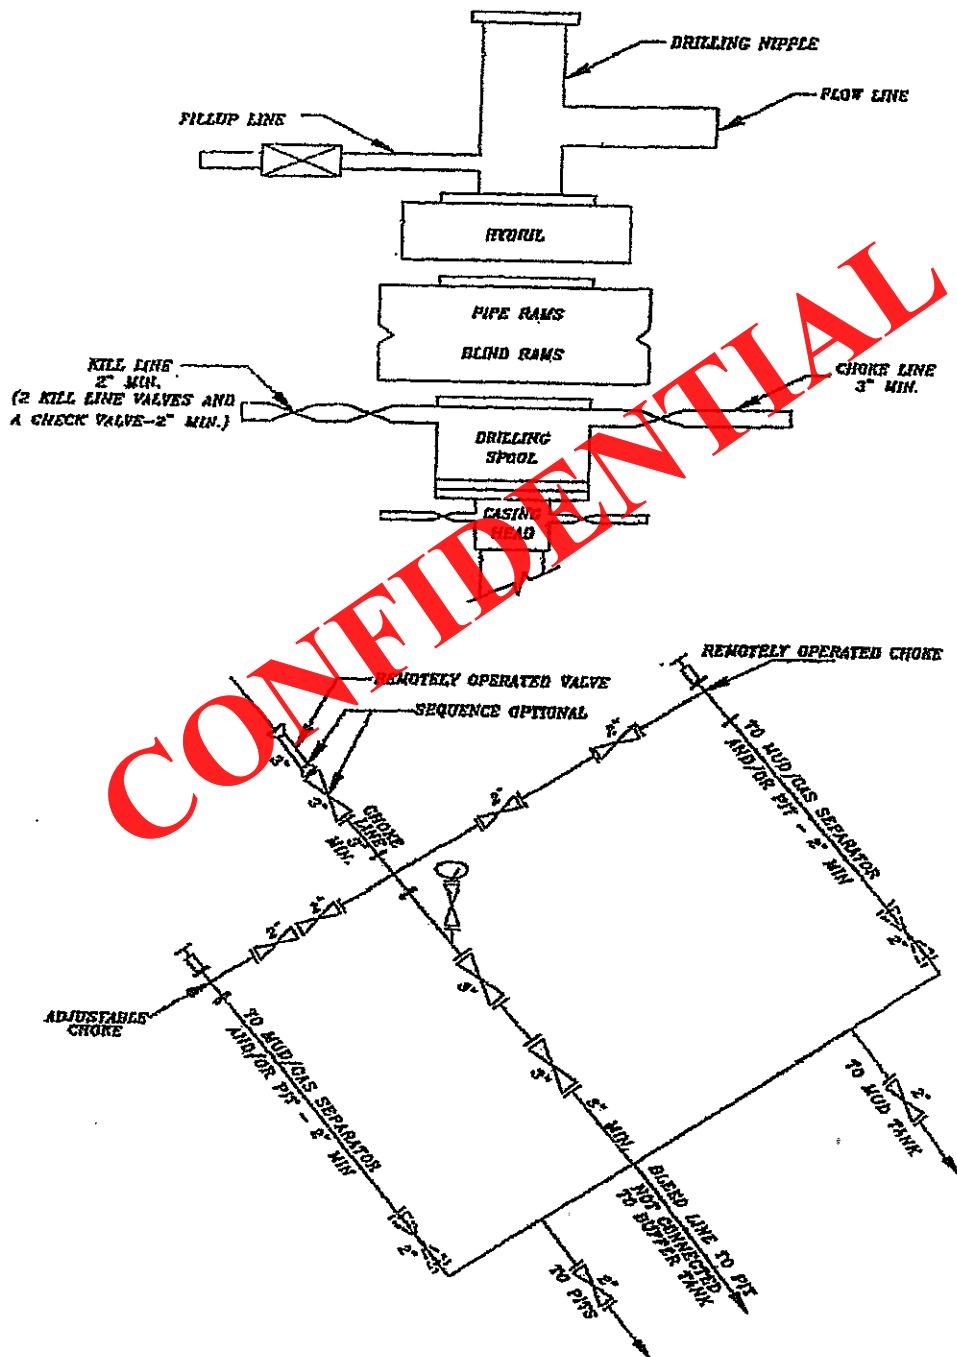 DRILLING NIPPLE
FLOW LINE
FILLUP LINE
HYDRIL
PIPE RAMS
BLIND RAMS
KILL LINE
2" MIN.
(2 KILL LINE VALVES AND
A CHECK VALVE-2" MIN.)
CHOKE LINE
3" MIN.
DRILLING
SPOOL
CASING
HEAD
CONFIDENTIAL
REMOTELY OPERATED CHOKE
REMOTELY OPERATED VALVE
SEQUENCE OPTIONAL
3"
3"
CHOKE
LINE
3"
MIN.
2"
2"
TO MUD/GAS SEPARATOR
AND/OR PIT - 2" MIN
2"
2"
2"
ADJUSTABLE
CHOKE
TO MUD/GAS SEPARATOR
AND/OR PIT - 2" MIN
3"
3"
3" MIN.
2"
2"
TO MUD TANK
BLEED LINE TO PIT
NOT CONNECTED
TO BUFFER TANK
2"
2"
TO PITS